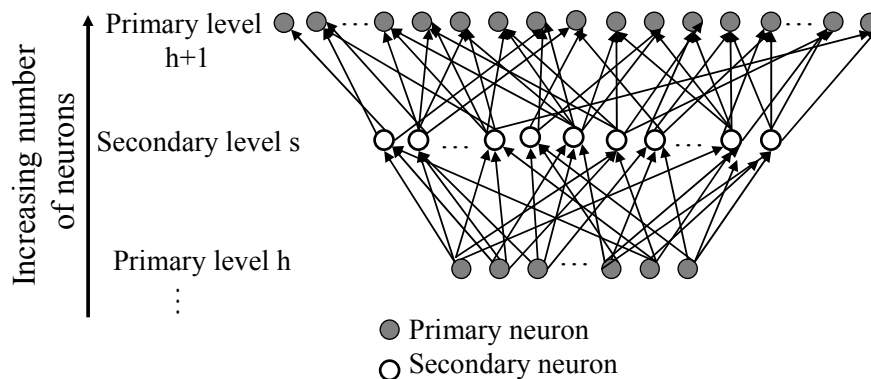 Primary level
h+1
Increasing number
of neurons
Secondary level s
Primary level h
Primary neuron
Secondary neuron